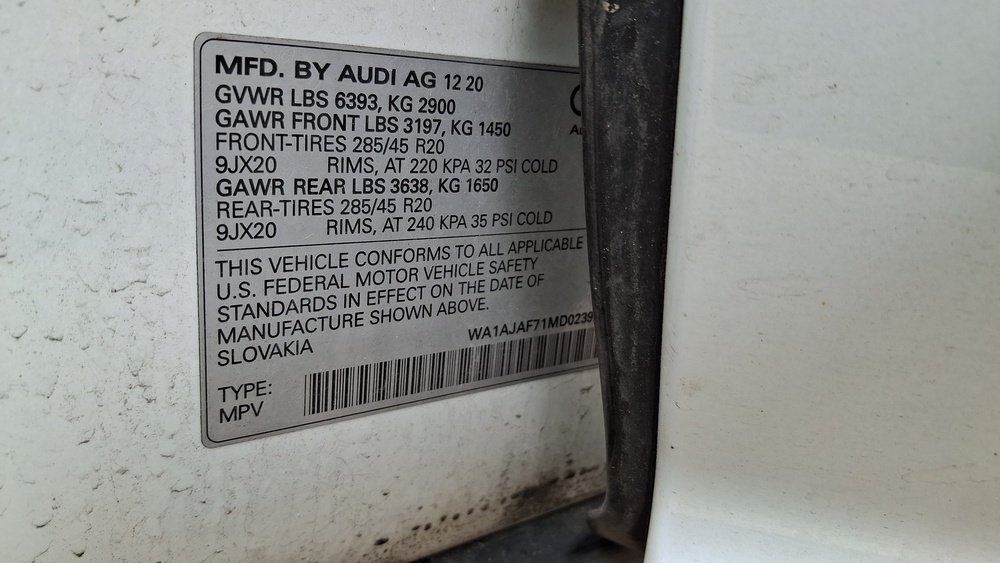 MFD. BY AUDI AG 12 20
GVWR LBS 6393, KG 2900
GAWR FRONT LBS 3197, KG 1450
FRONT-TIRES 285/45 R20
9JX20 RIMS, AT 220 KPA 32 PSI COLD
GAWR REAR LBS 3638, KG 1650
REAR-TIRES 285/45 R20
9JX20 RIMS, AT 240 KPA 35 PSI COLD
THIS VEHICLE CONFORMS TO ALL APPLICABLE
U.S. FEDERAL MOTOR VEHICLE SAFETY
STANDARDS IN EFFECT ON THE DATE OF
MANUFACTURE SHOWN ABOVE.
SLOVAKIA WA1AJAF71MD0239
TYPE:
MPV